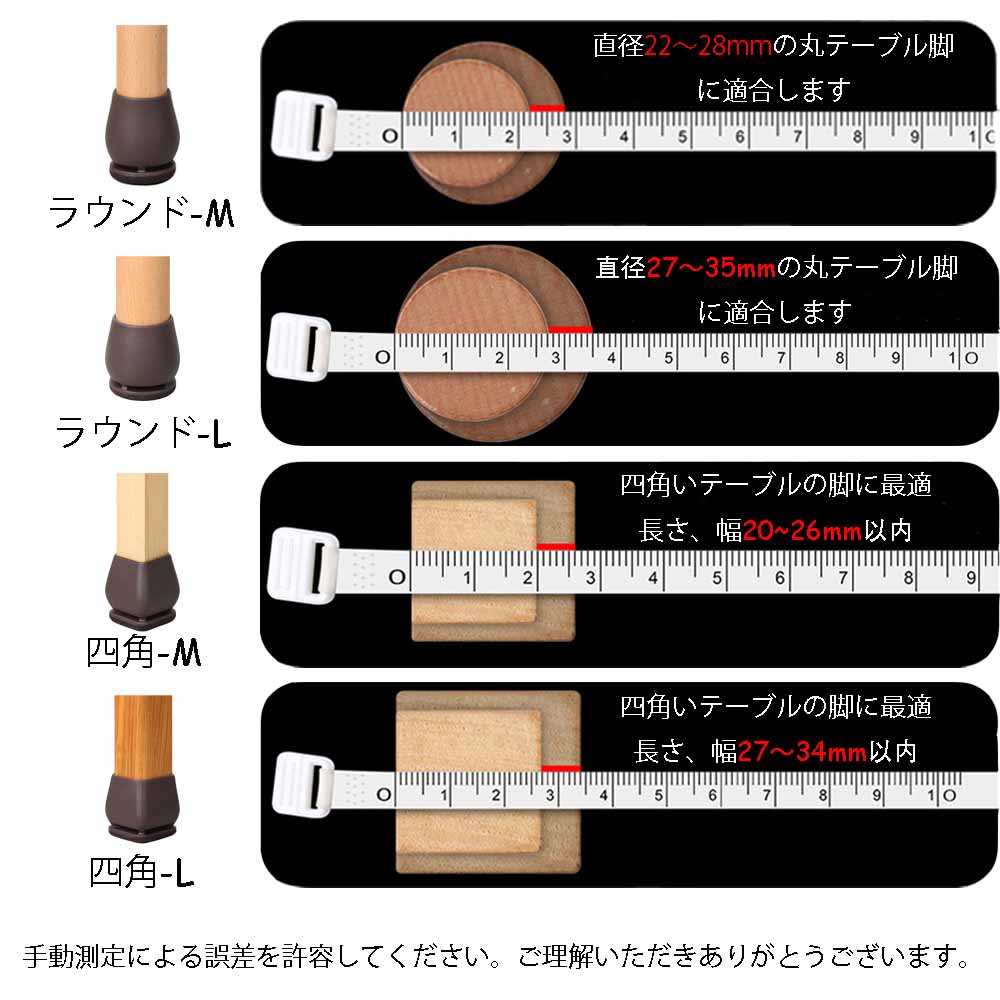 直径22～28mmの丸テーブル脚
に適合します
O 1 2 3 4 5 6 7 8 9 1O
ラウンド-M
直径27～35mmの丸テーブル脚
に適合します
O 1 2 3 4 5 6 7 8 9 1O
ラウンド-L
四角いテーブルの脚に最適
長さ、幅20~26mm以内
O 1 2 3 4 5 6 7 8 9
四角-M
四角いテーブルの脚に最適
長さ、幅27～34mm以内
O 1 2 3 4 5 6 7 8 9 1O
四角-L
手動測定による誤差を許容してください。ご理解いただきありがとうございます。